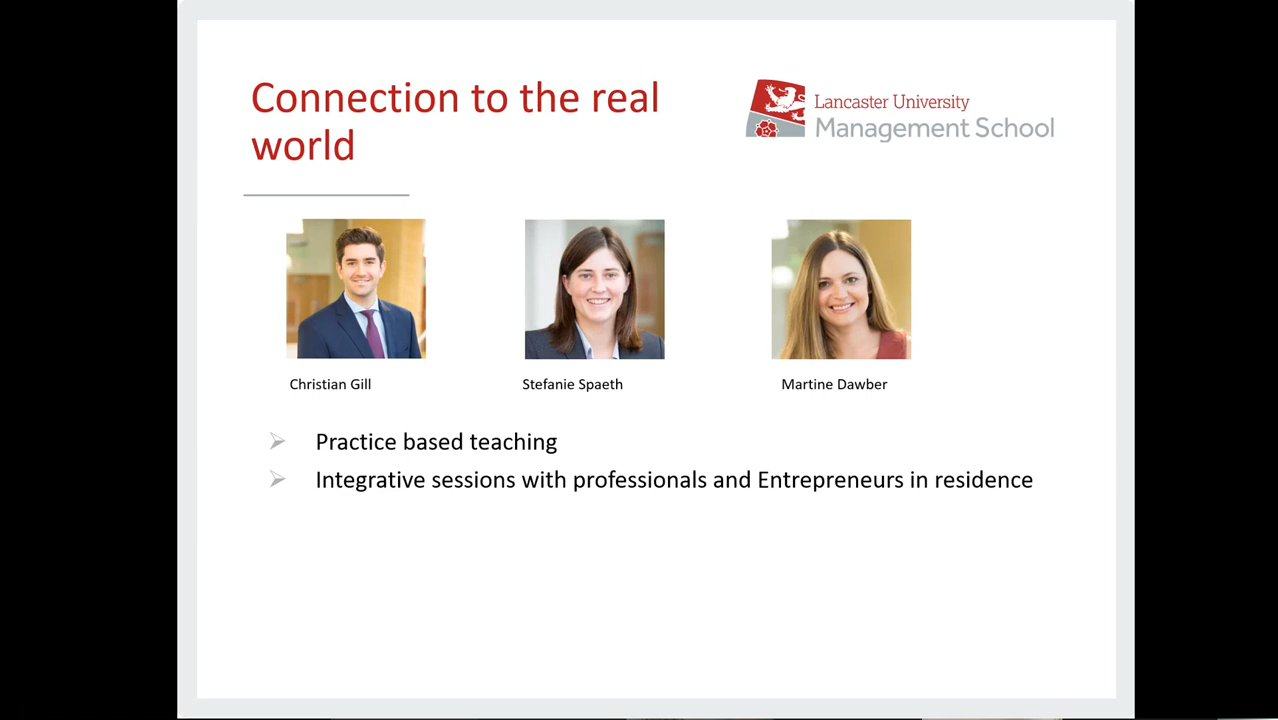 Connection to the real
world
Lancaster University
Management School
Christian Gill
Stefanie Spaeth
Martine Dawber
Practice based teaching
Integrative sessions with professionals and Entrepreneurs in residence